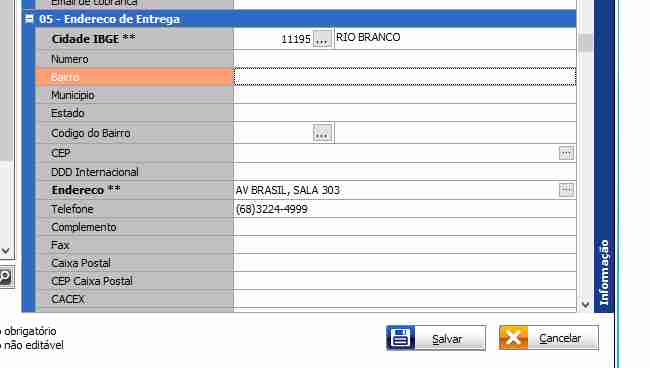 Email de cobranca
05 - Endereco de Entrega
Cidade IBGE ** 11195 ... RIO BRANCO
Numero
Bairro
Municipio
Estado
Codigo do Bairro ...
CEP ...
DDD Internacional
Endereco ** AV BRASIL, SALA 303 ...
Telefone (68)3224-4999
Complemento
Fax
Caixa Postal
CEP Caixa Postal
CACEX
Informação
o obrigatório
o não editável
Salvar
Cancelar